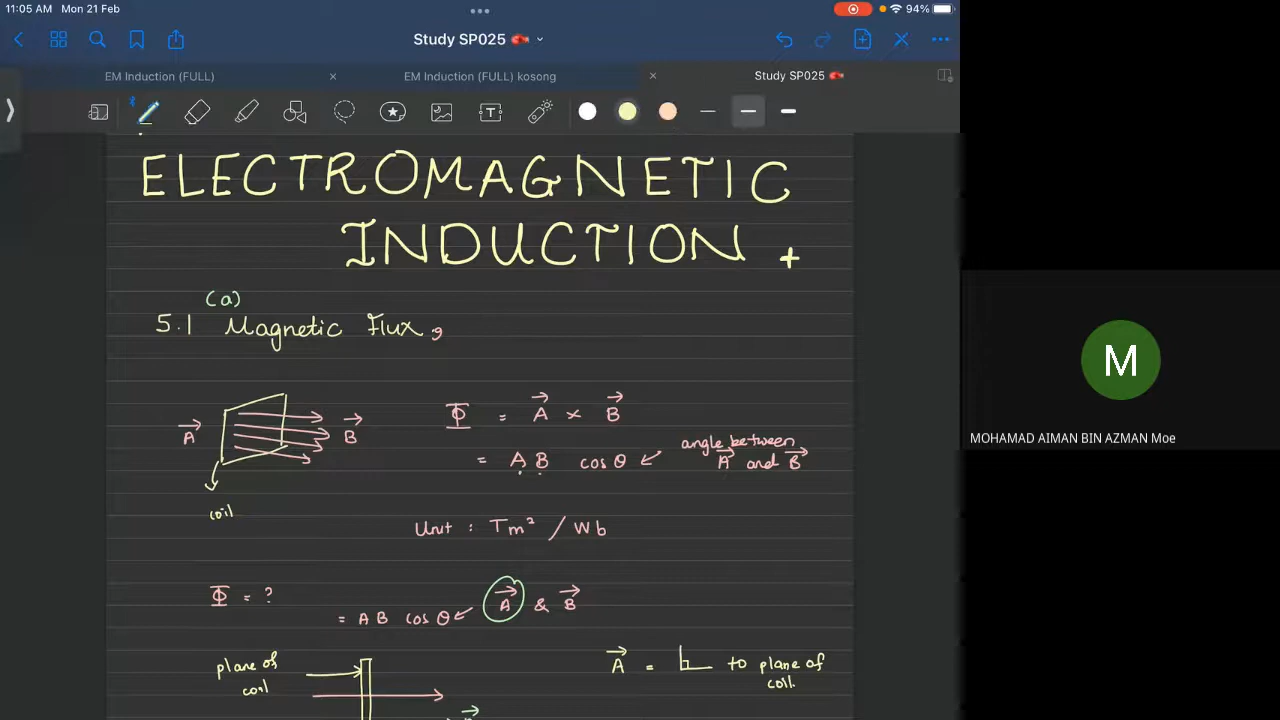 11:05 AM Mon 21 Feb
94%
Study SP025
EM Induction (FULL)
EM Induction (FULL) kosong
Study SP025
ELECTROMAGNETIC
INDUCTION +
(a)
5.1 Magnetic Flux,
A B
coil
Φ = A × B
= A B cos θ
angle between
A and B
Unit : Tm² / Wb
Φ = ?
= A B cos θ
A & B
plane of
coil
A = to plane of
coil.
MOHAMAD AIMAN BIN AZMAN Moe